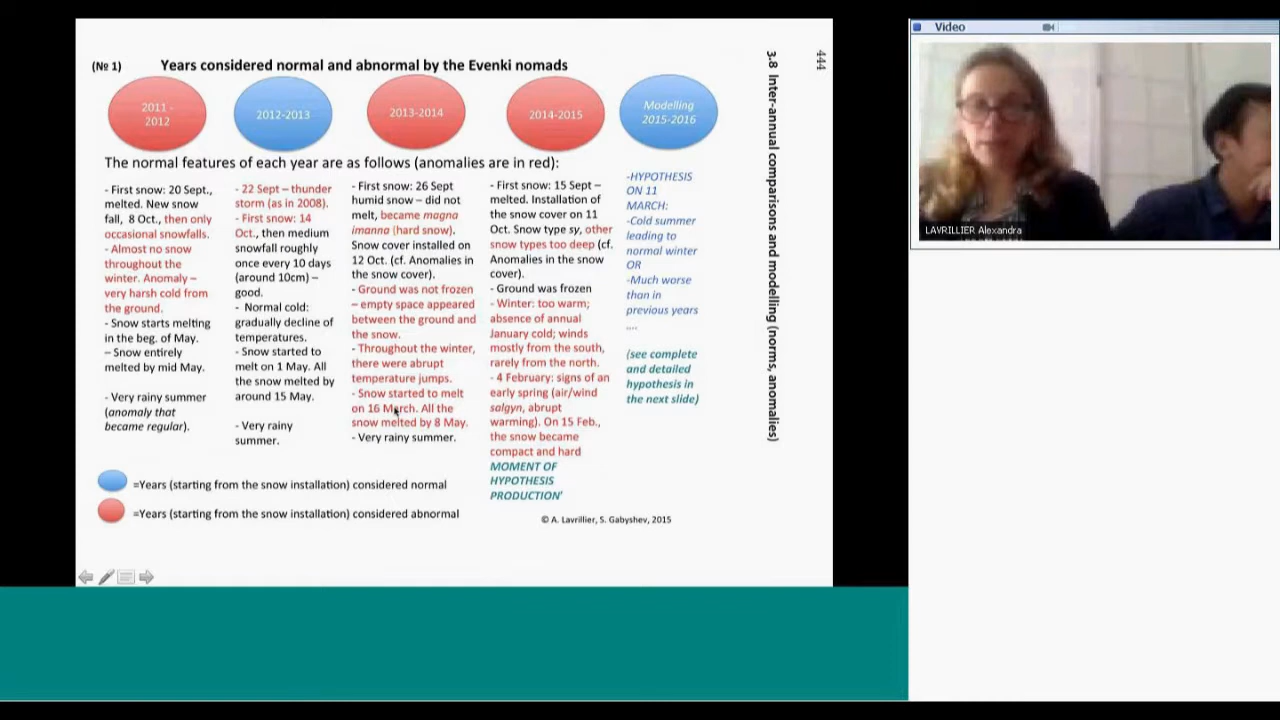 (№ 1) Years considered normal and abnormal by the Evenki nomads
2011 -
2012
2012-2013
2013-2014
2014-2015
Modelling
2015-2016
The normal features of each year are as follows (anomalies are in red):
- First snow: 20 Sept.,
melted. New snow
fall, 8 Oct., then only
occasional snowfalls.
- Almost no snow
throughout the
winter. Anomaly –
very harsh cold from
the ground.
- Snow starts melting
in the beg. of May.
– Snow entirely
melted by mid May.
- Very rainy summer
(anomaly that
became regular).
- 22 Sept – thunder
storm (as in 2008).
- First snow: 14
Oct., then medium
snowfall roughly
once every 10 days
(around 10cm) –
good.
- Normal cold:
gradually decline of
temperatures.
- Snow started to
melt on 1 May. All
the snow melted by
around 15 May.
- Very rainy
summer.
- First snow: 26 Sept
humid snow – did not
melt, became magna
imanna (hard snow).
Snow cover installed on
12 Oct. (cf. Anomalies in
the snow cover).
- Ground was not frozen
– empty space appeared
between the ground and
the snow.
- Throughout the winter,
there were abrupt
temperature jumps.
- Snow started to melt
on 16 March. All the
snow melted by 8 May.
- Very rainy summer.
- First snow: 15 Sept –
melted. Installation of
the snow cover on 11
Oct. Snow type sy, other
snow types too deep (cf.
Anomalies in the snow
cover).
- Ground was frozen
- Winter: too warm;
absence of annual
January cold; winds
mostly from the south,
rarely from the north.
- 4 February: signs of an
early spring (air/wind
salgyn, abrupt
warming). On 15 Feb.,
the snow became
compact and hard
MOMENT OF
HYPOTHESIS
PRODUCTION'
-HYPOTHESIS
ON 11
MARCH:
-Cold summer
leading to
normal winter
OR
-Much worse
than in
previous years
....
(see complete
and detailed
hypothesis in
the next slide)
=Years (starting from the snow installation) considered normal
=Years (starting from the snow installation) considered abnormal
© A. Lavrillier, S. Gabyshev, 2015
3.8 Inter-annual comparisons and modelling (norms, anomalies)
444
Video
LAVRILLIER Alexandra